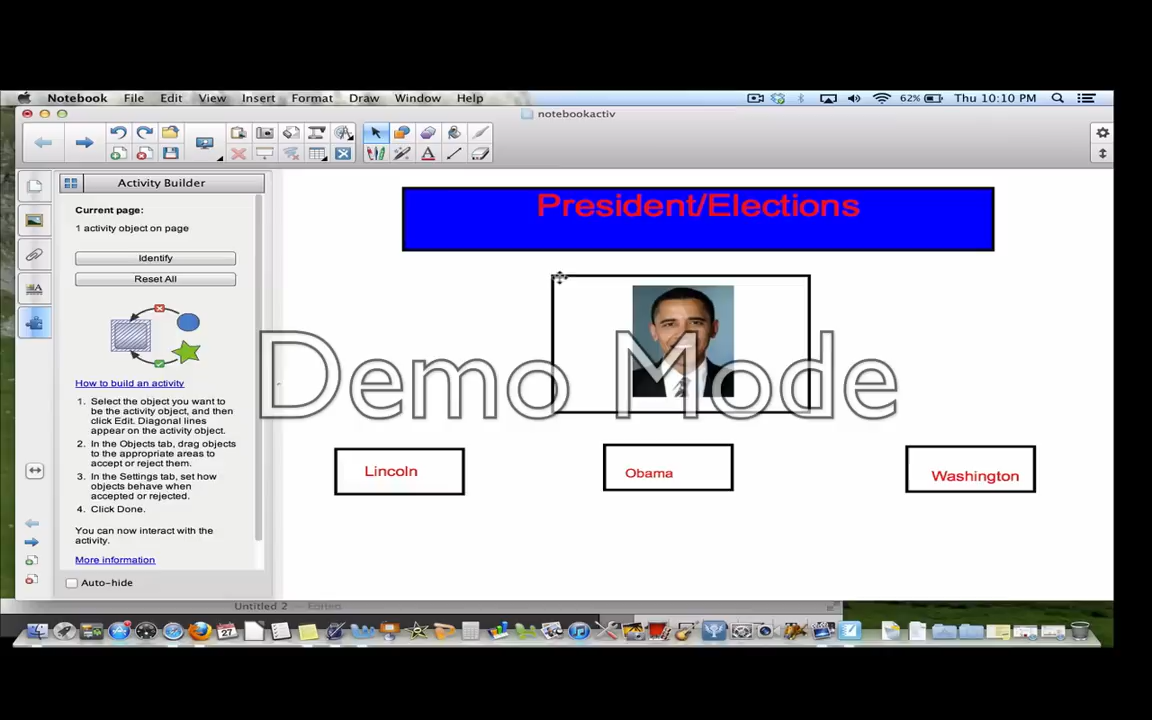 Notebook File Edit View Insert Format Draw Window Help 62% Thu 10:10 PM
notebookactiv
Activity Builder
Current page:
1 activity object on page
Identify
Reset All
How to build an activity
1. Select the object you want to
be the activity object, and then
click Edit. Diagonal lines
appear on the activity object.
2. In the Objects tab, drag objects
to the appropriate areas to
accept or reject them.
3. In the Settings tab, set how
objects behave when
accepted or rejected.
4. Click Done.
You can now interact with the
activity.
More information
Auto-hide
President/Elections
Demo Mode
Lincoln
Obama
Washington
Untitled 2
27